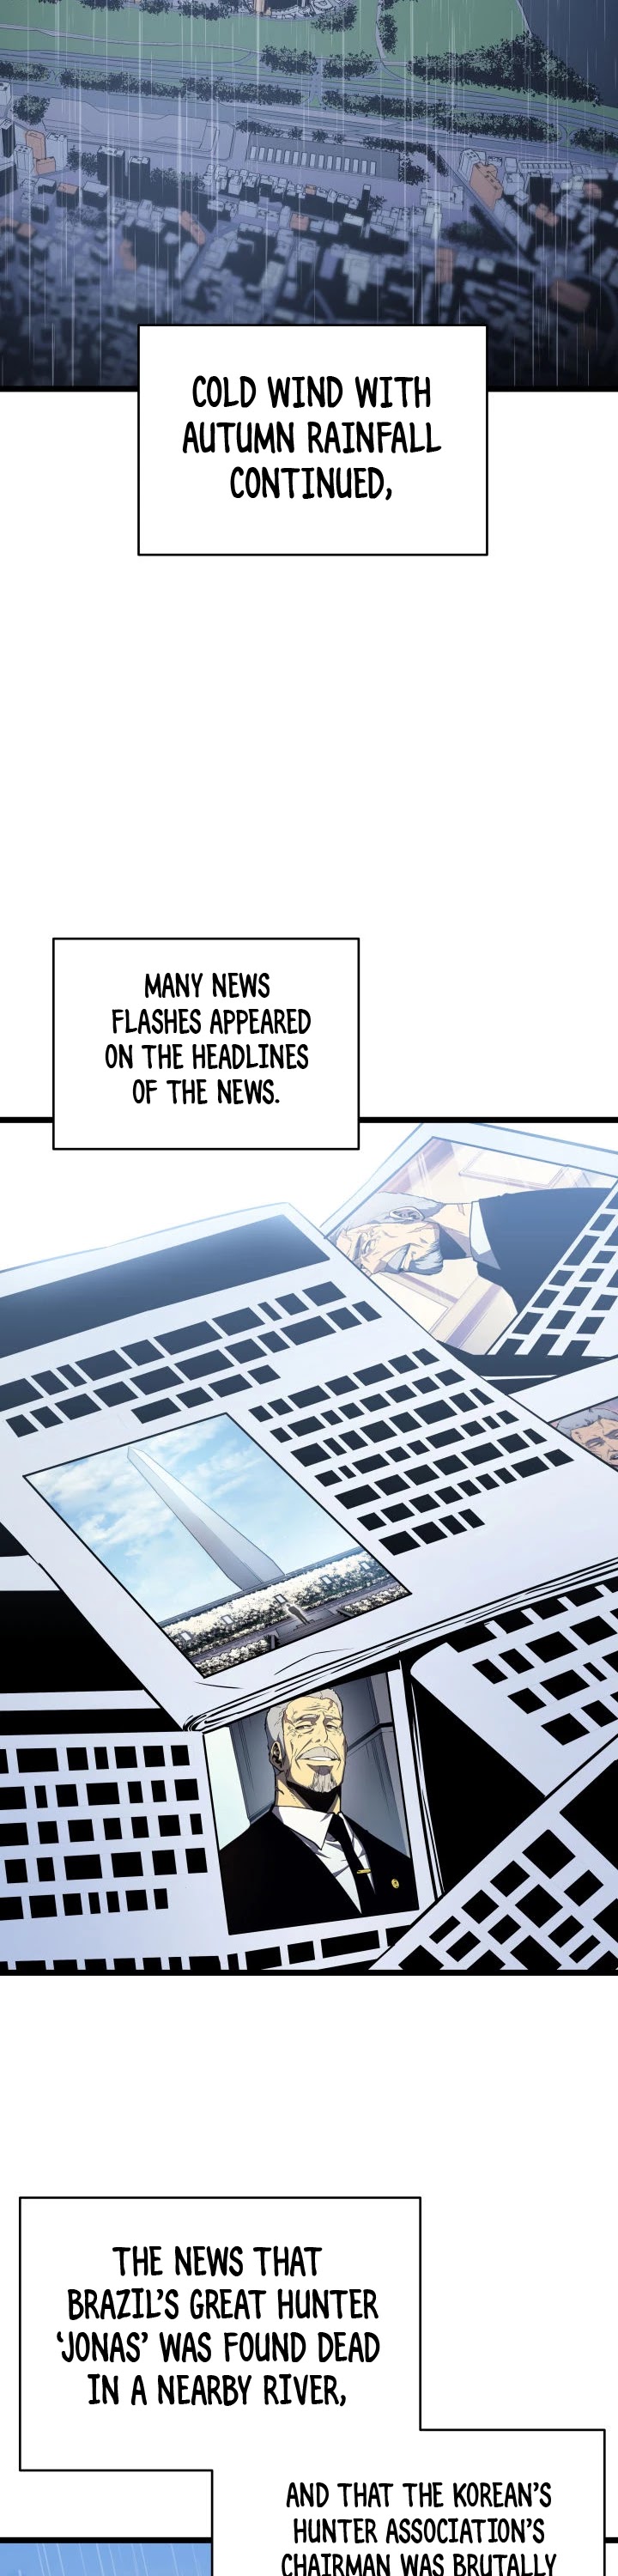 COLD WIND WITH
AUTUMN RAINFALL
CONTINUED,
MANY NEWS
FLASHES APPEARED
ON THE HEADLINES
OF THE NEWS.
THE NEWS THAT
BRAZIL'S GREAT HUNTER
'JONAS' WAS FOUND DEAD
IN A NEARBY RIVER,
AND THAT THE KOREAN'S
HUNTER ASSOCIATION'S
CHAIRMAN WAS BRUTALLY